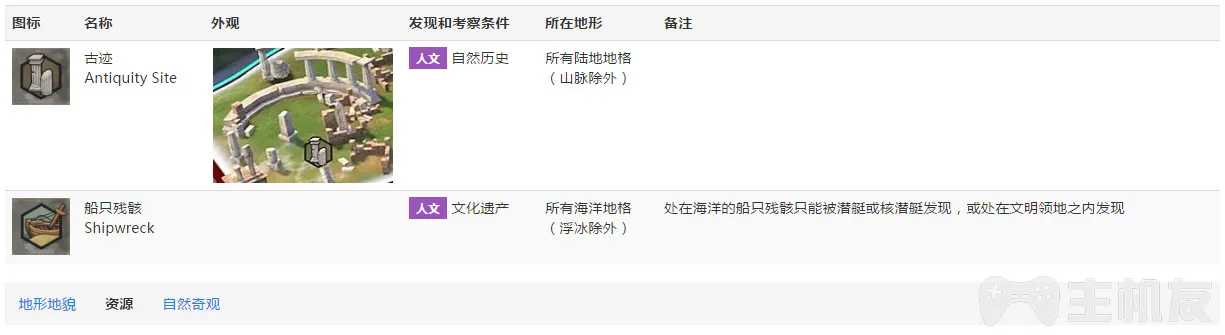 图标 名称 外观 发现和考察条件 所在地形 备注
古迹 人文 自然历史 所有陆地地格
Antiquity Site （山脉除外）
船只残骸 人文 文化遗产 所有海洋地格 处在海洋的船只残骸只能被潜艇或核潜艇发现，或处在文明领地之内发现
Shipwreck （浮冰除外）
地形地貌 资源 自然奇观
主机友